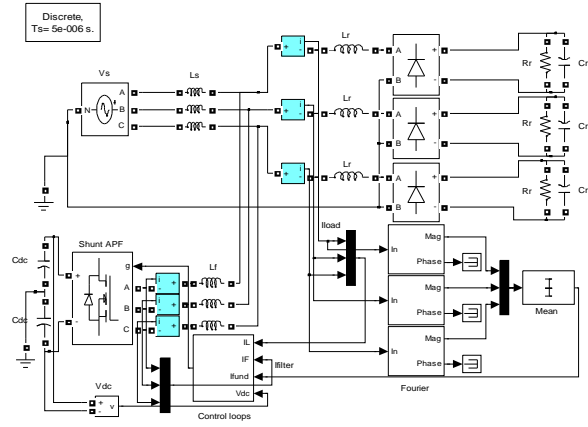 Discrete,
Ts= 5e-006 s.
Vs
N
A
B
C
Ls
i
+ -
Lr
A
B
+
-
Rr
Cr
i
+ -
Lr
A
B
+
-
Rr
Cr
i
+ -
Lr
A
B
+
-
Rr
Cr
Iload
Shunt APF
Cdc
Cdc
+
-
g
A
B
C
i
+ -
i
+ -
i
+ -
Lf
In
Mag
Phase
Mag
Phase
In
Mag
Phase
Fourier
Mean
IL
IF
Ifund
Vdc
Ifilter
Control loops
Vdc
+
-
v